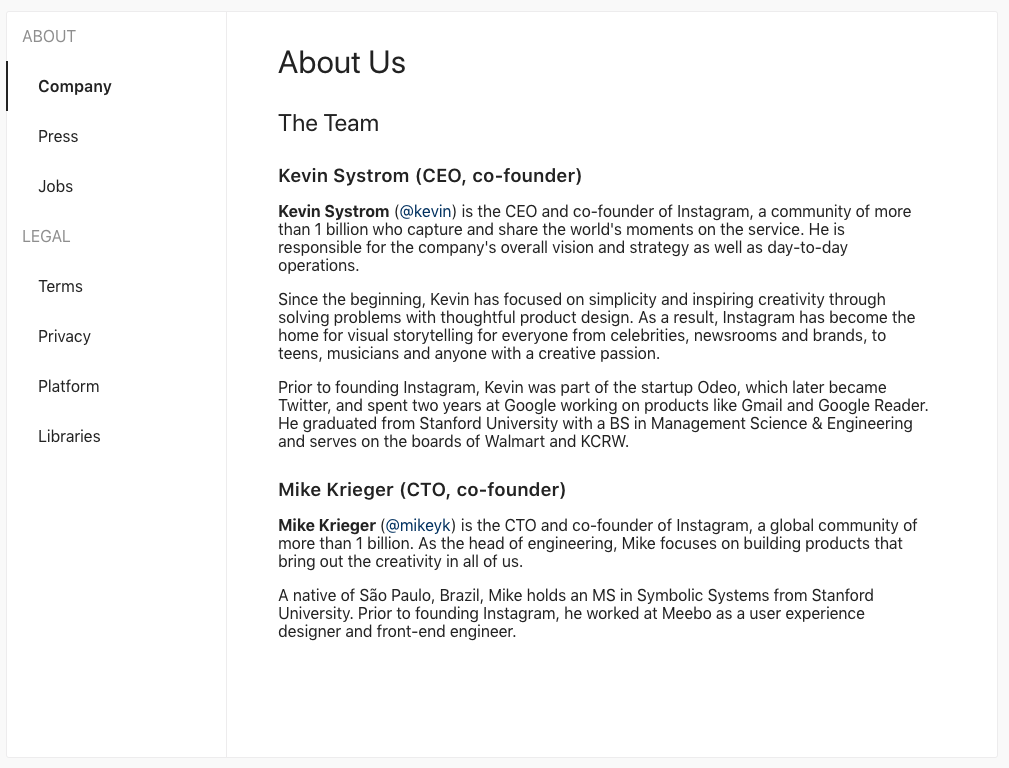 ABOUT
Company
Press
Jobs
LEGAL
Terms
Privacy
Platform
Libraries
About Us
The Team
Kevin Systrom (CEO, co-founder)
Kevin Systrom (@kevin) is the CEO and co-founder of Instagram, a community of more
than 1 billion who capture and share the world's moments on the service. He is
responsible for the company's overall vision and strategy as well as day-to-day
operations.
Since the beginning, Kevin has focused on simplicity and inspiring creativity through
solving problems with thoughtful product design. As a result, Instagram has become the
home for visual storytelling for everyone from celebrities, newsrooms and brands, to
teens, musicians and anyone with a creative passion.
Prior to founding Instagram, Kevin was part of the startup Odeo, which later became
Twitter, and spent two years at Google working on products like Gmail and Google Reader.
He graduated from Stanford University with a BS in Management Science & Engineering
and serves on the boards of Walmart and KCRW.
Mike Krieger (CTO, co-founder)
Mike Krieger (@mikeyk) is the CTO and co-founder of Instagram, a global community of
more than 1 billion. As the head of engineering, Mike focuses on building products that
bring out the creativity in all of us.
A native of São Paulo, Brazil, Mike holds an MS in Symbolic Systems from Stanford
University. Prior to founding Instagram, he worked at Meebo as a user experience
designer and front-end engineer.